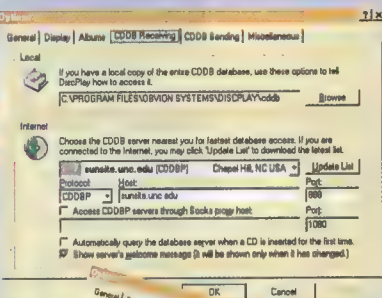 Options
General Display Albums CDDB Receiving CDDB Sending Miscellaneous
Local
If you have a local copy of the entire CDDB database, use these options to tell
DiscPlay how to access it.
C:\PROGRAM FILES\OBVION SYSTEMS\DISCPLAY\cddb
Browse
Internet
Choose the CDDB server nearest you for fastest database access. If you are
connected to the Internet, you may click 'Update List' to download the latest list.
sunsite.unc.edu (CDDBP) Chapel Hill, NC USA
Update List
Protocol: Host: Port:
CDDBP sunsite.unc.edu 888
Access CDDBP servers through Socks proxy host: Port:
1080
Automatically query the database server when a CD is inserted for the first time.
Show server's welcome message (it will be shown only when it has changed.)
General
OK Cancel